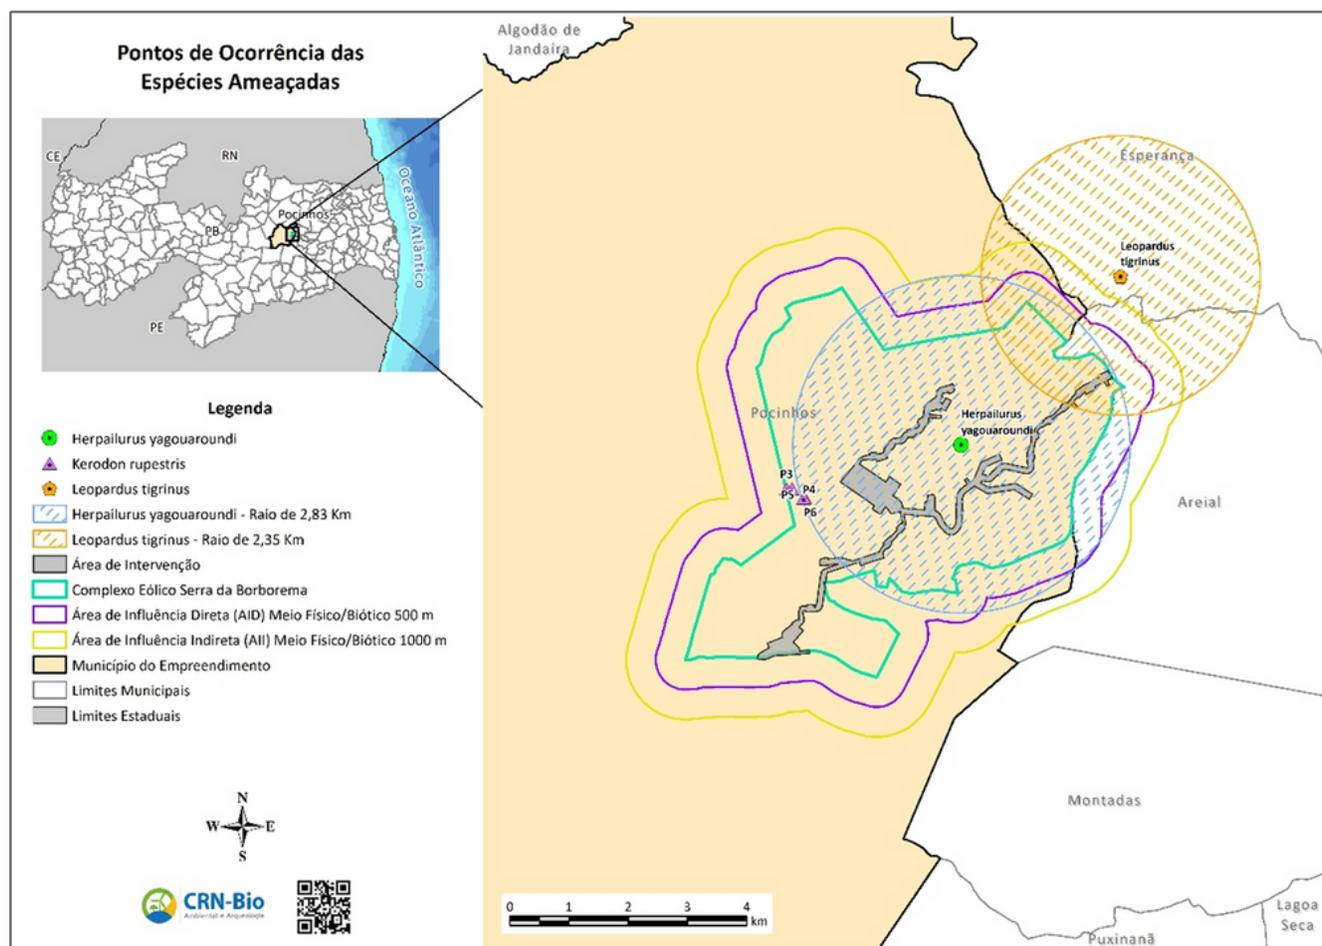 Pontos de Ocorrência das
Espécies Ameaçadas
CE
RN
Pocinhos
PB
PE
Oceano Atlântico
Legenda
Herpailurus yagouaroundi
Kerodon rupestris
Leopardus tigrinus
Herpailurus yagouaroundi - Raio de 2,83 Km
Leopardus tigrinus - Raio de 2,35 Km
Área de Intervenção
Complexo Eólico Serra da Borborema
Área de Influência Direta (AID) Meio Físico/Biótico 500 m
Área de Influência Indireta (AII) Meio Físico/Biótico 1000 m
Município do Empreendimento
Limites Municipais
Limites Estaduais
N
W E
S
CRN-Bio
Ambiental e Arqueologia
Algodão de
Jandaíra
Esperança
Leopardus
tigrinus
Pocinhos
Herpailurus
yagouaroundi
P3
P5 P4
P6
Areial
Montadas
Lagoa
Seca
Puxinanã
0 1 2 3 4
km